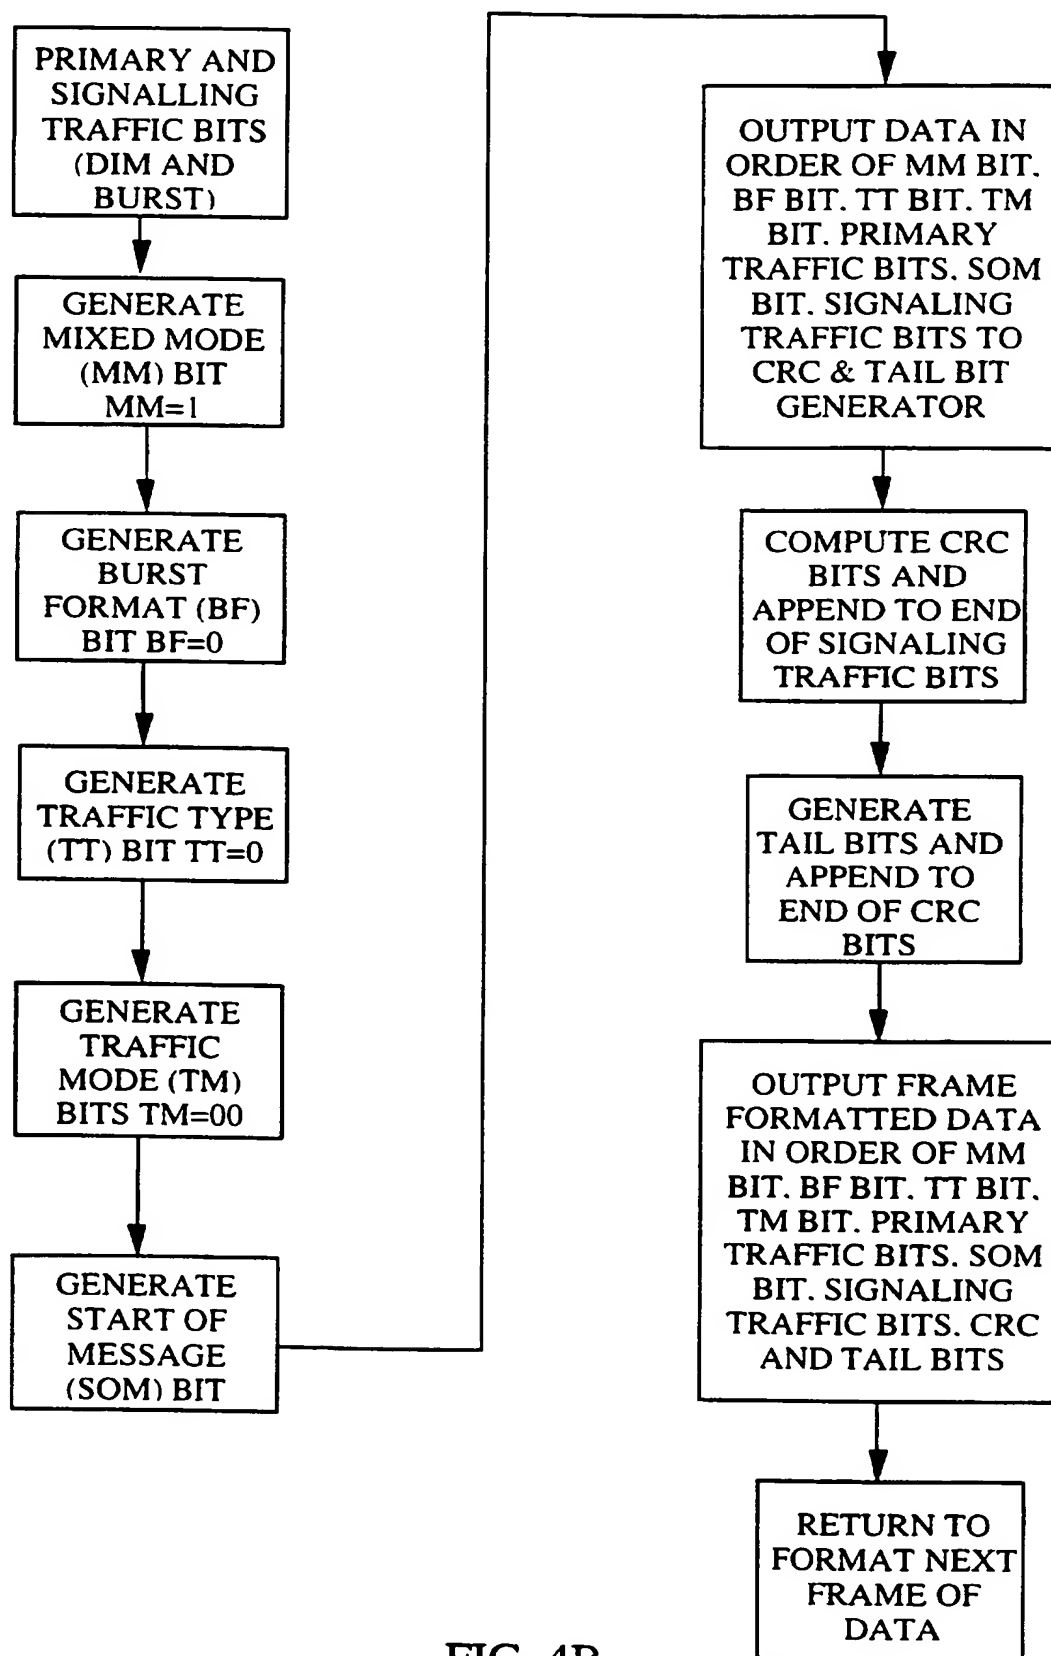 PRIMARY AND
SIGNALLING
TRAFFIC BITS
(DIM AND
BURST)
GENERATE
MIXED MODE
(MM) BIT
MM=1
GENERATE
BURST
FORMAT (BF)
BIT BF=0
GENERATE
TRAFFIC TYPE
(TT) BIT TT=0
GENERATE
TRAFFIC
MODE (TM)
BITS TM=00
GENERATE
START OF
MESSAGE
(SOM) BIT
OUTPUT DATA IN
ORDER OF MM BIT.
BF BIT. TT BIT. TM
BIT. PRIMARY
TRAFFIC BITS. SOM
BIT. SIGNALING
TRAFFIC BITS TO
CRC & TAIL BIT
GENERATOR
COMPUTE CRC
BITS AND
APPEND TO END
OF SIGNALING
TRAFFIC BITS
GENERATE
TAIL BITS AND
APPEND TO
END OF CRC
BITS
OUTPUT FRAME
FORMATTED DATA
IN ORDER OF MM
BIT. BF BIT. TT BIT.
TM BIT. PRIMARY
TRAFFIC BITS. SOM
BIT. SIGNALING
TRAFFIC BITS. CRC
AND TAIL BITS
RETURN TO
FORMAT NEXT
FRAME OF
DATA
FIG. 4B